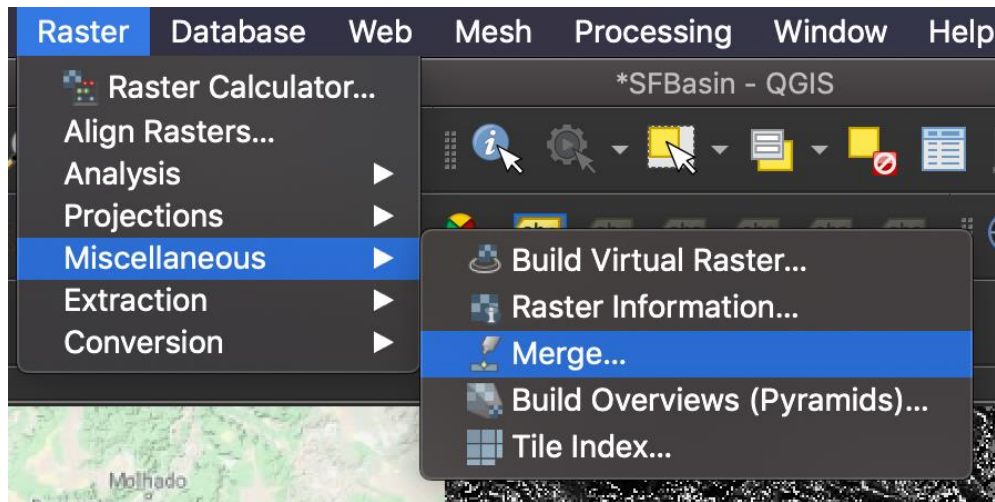 Raster Database Web Mesh Processing Window Help
*SFBasin - QGIS
Raster Calculator...
Align Rasters...
Analysis
Projections
Miscellaneous
Extraction
Conversion
Build Virtual Raster...
Raster Information...
Merge...
Build Overviews (Pyramids)...
Tile Index...
Molhado